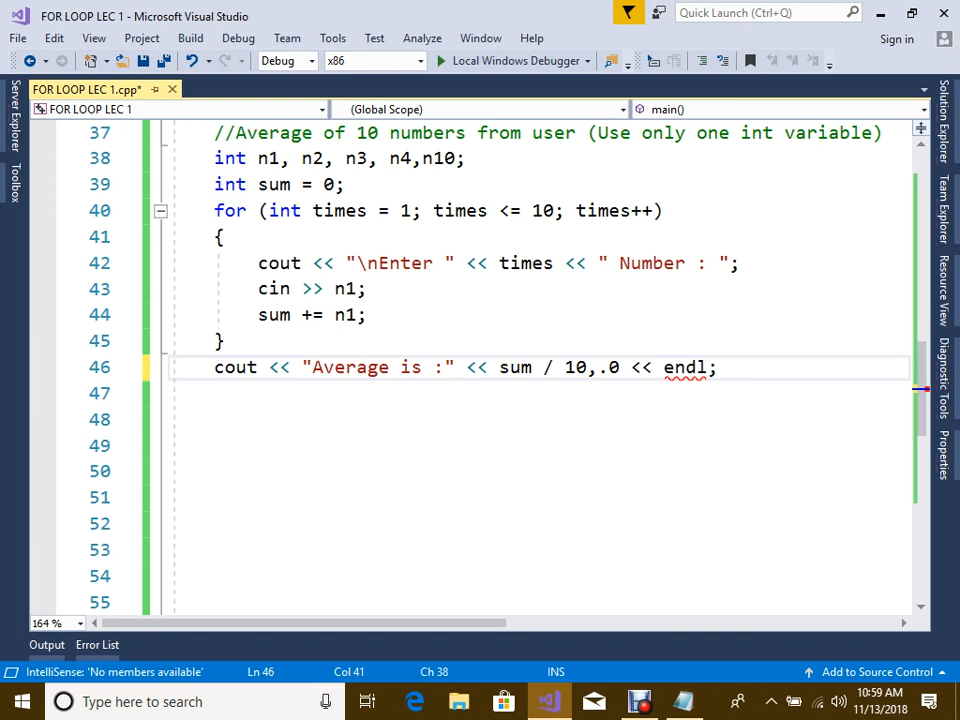 FOR LOOP LEC 1 - Microsoft Visual Studio
Quick Launch (Ctrl+Q)
File Edit View Project Build Debug Team Tools Test Analyze Window Help Sign in
Debug x86 Local Windows Debugger
FOR LOOP LEC 1.cpp*
FOR LOOP LEC 1 (Global Scope) main()
Server Explorer
Toolbox
37 //Average of 10 numbers from user (Use only one int variable)
38 int n1, n2, n3, n4,n10;
39 int sum = 0;
40 for (int times = 1; times <= 10; times++)
41 {
42 cout << "\nEnter " << times << " Number : ";
43 cin >> n1;
44 sum += n1;
45 }
46 cout << "Average is :" << sum / 10,.0 << endl;
47
48
49
50
51
52
53
54
55
Solution Explorer
Team Explorer
Resource View
Diagnostic Tools
Properties
164 %
Output Error List
IntelliSense: 'No members available' Ln 46 Col 41 Ch 38 INS Add to Source Control
Type here to search
10:59 AM
11/13/2018